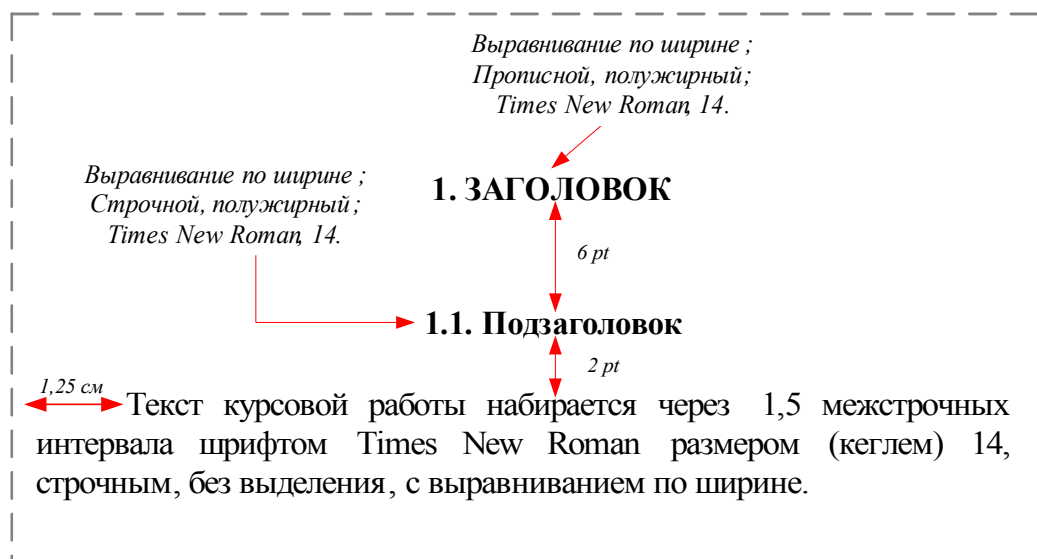 Выравнивание по ширине ;
Прописной, полужирный;
Times New Roman, 14.
Выравнивание по ширине ;
Строчной, полужирный;
Times New Roman, 14.
1. ЗАГОЛОВОК
6 pt
1.1. Подзаголовок
2 pt
1,25 см
Текст курсовой работы набирается через 1,5 межстрочных
интервала шрифтом Times New Roman размером (кеглем) 14,
строчным, без выделения, с выравниванием по ширине.